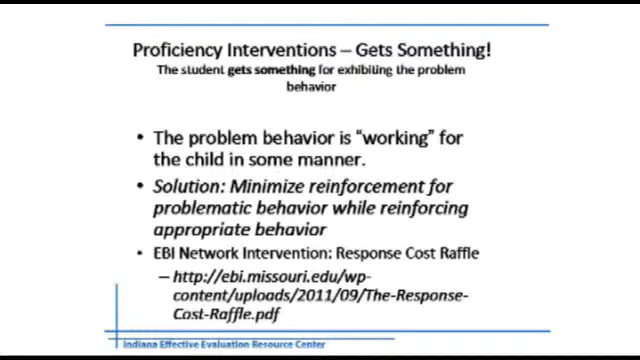 Proficiency Interventions – Gets Something!
The student gets something for exhibiting the problem
behavior
• The problem behavior is “working” for
the child in some manner.
• Solution: Minimize reinforcement for
problematic behavior while reinforcing
appropriate behavior
• EBI Network Intervention: Response Cost Raffle
– http://ebi.missouri.edu/wp-
content/uploads/2011/09/The-Response-
Cost-Raffle.pdf
Indiana Effective Evaluation Resource Center